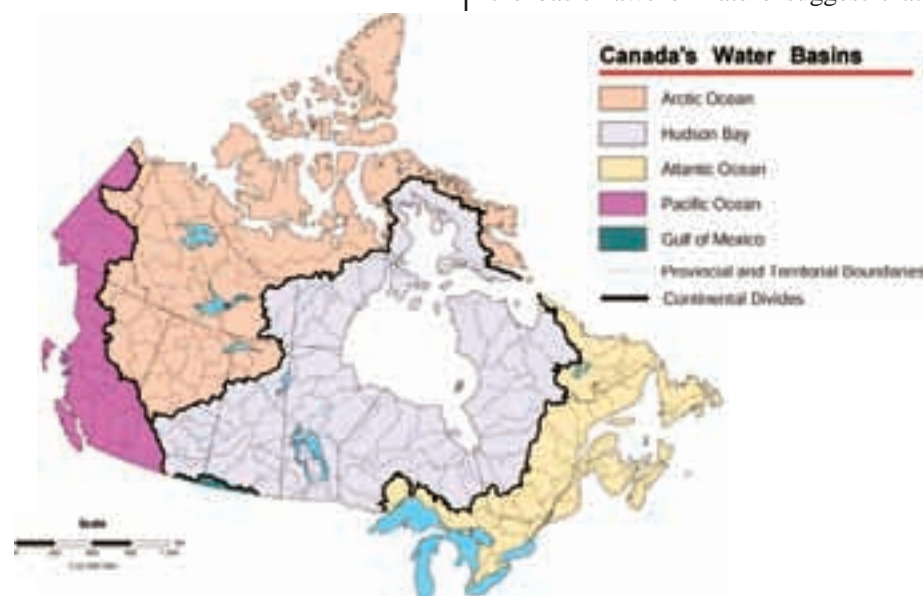 Canada's Water Basins
Arctic Ocean
Hudson Bay
Atlantic Ocean
Pacific Ocean
Gulf of Mexico
Provincial and Territorial Boundaries
Continental Divides
Scale